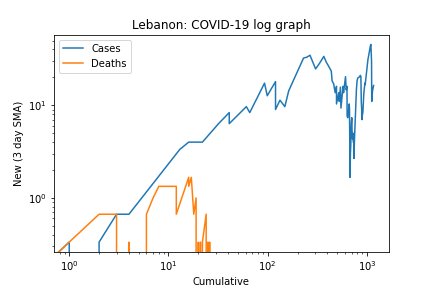 Lebanon: COVID-19 log graph
Cases
Deaths
New (3 day SMA)
10¹
10⁰
10⁰ 10¹ 10² 10³
Cumulative